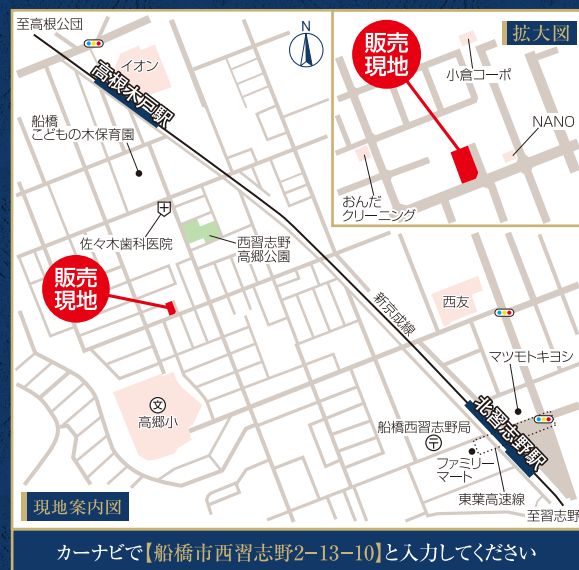 至高根公団
イオン
高根木戸駅
船橋
こどもの木保育園
佐々木歯科医院
西習志野
高郷公園
販売
現地
高郷小
文
新京成線
西友
マツモトキヨシ
北習志野駅
船橋西習志野局
〒
ファミリー
マート
東葉高速線
至習志野
N
拡大図
販売
現地
小倉コーポ
NANO
おんだ
クリーニング
現地案内図
カーナビで【船橋市西習志野2-13-10】と入力してください